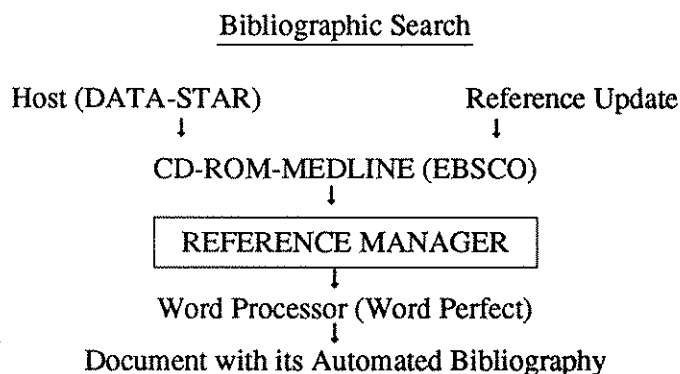 Bibliographic Search
Host (DATA-STAR) Reference Update
CD-ROM-MEDLINE (EBSCO)
REFERENCE MANAGER
Word Processor (Word Perfect)
Document with its Automated Bibliography